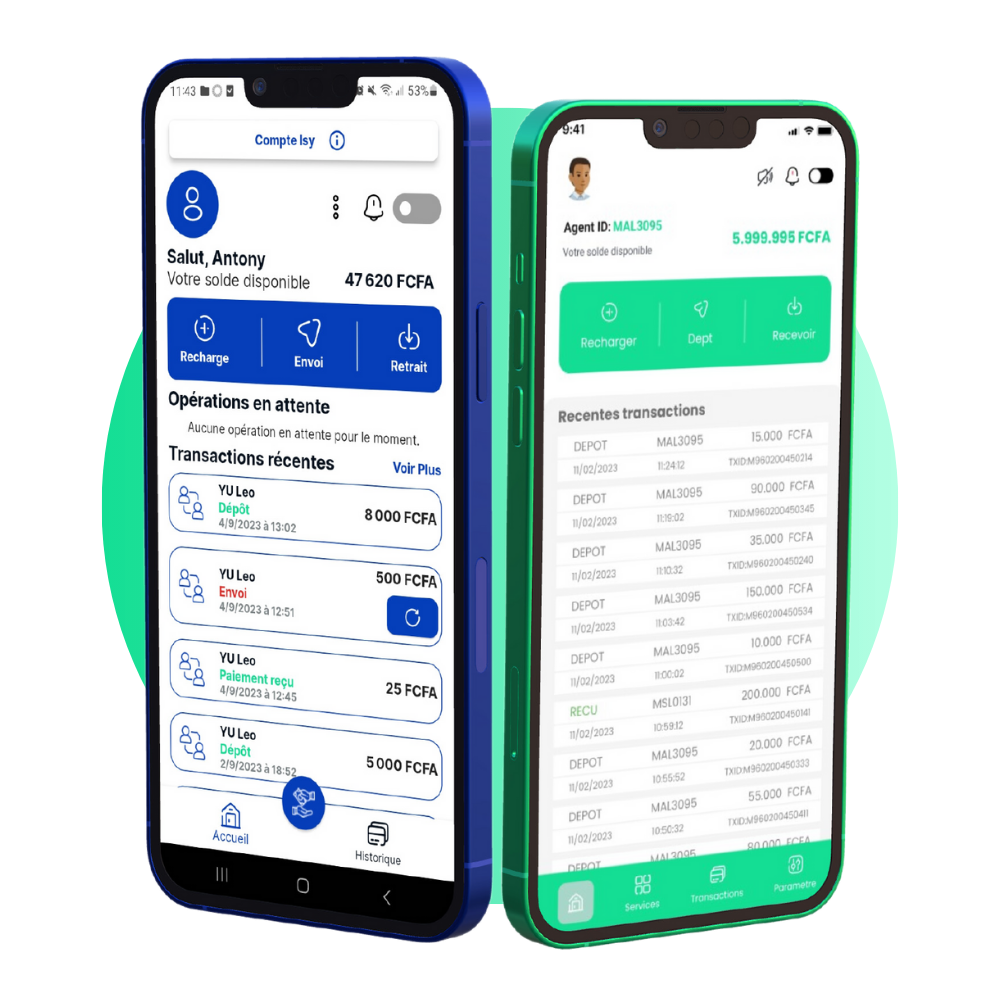 11:43
53%
Compte Isy
Salut, Antony
Votre solde disponible
47 620 FCFA
Recharge
Envoi
Retrait
Opérations en attente
Aucune opération en attente pour le moment.
Transactions récentes
Voir Plus
YU Leo
Dépôt
8 000 FCFA
4/9/2023 à 13:02
YU Leo
500 FCFA
Envoi
4/9/2023 à 12:51
YU Leo
Paiement reçu
25 FCFA
4/9/2023 à 12:45
YU Leo
Dépôt
5 000 FCFA
2/9/2023 à 18:52
Accueil
Historique
9:41
Agent ID: MAL3095
5.999.995 FCFA
Votre solde disponible
Recharger
Dept
Recevoir
Recentes transactions
DEPOT MAL3095 15.000 FCFA
11/02/2023 11:24:12 TXID:M960200450214
DEPOT MAL3095 90.000 FCFA
11/02/2023 11:19:02 TXID:M960200450345
DEPOT MAL3095 35.000 FCFA
11/02/2023 11:10:32 TXID:M960200450240
DEPOT MAL3095 150.000 FCFA
11/02/2023 11:03:42 TXID:M960200450534
DEPOT MAL3095 10.000 FCFA
11/02/2023 11:00:02 TXID:M960200450500
RECU MSL0131 200.000 FCFA
11/02/2023 10:59:12 TXID:M960200450141
DEPOT MAL3095 20.000 FCFA
11/02/2023 10:55:52 TXID:M960200450333
DEPOT MAL3095 55.000 FCFA
11/02/2023 10:50:32 TXID:M960200450411
DEPOT MAL3095 80.000 FCFA
Services
Transactions
Parametre